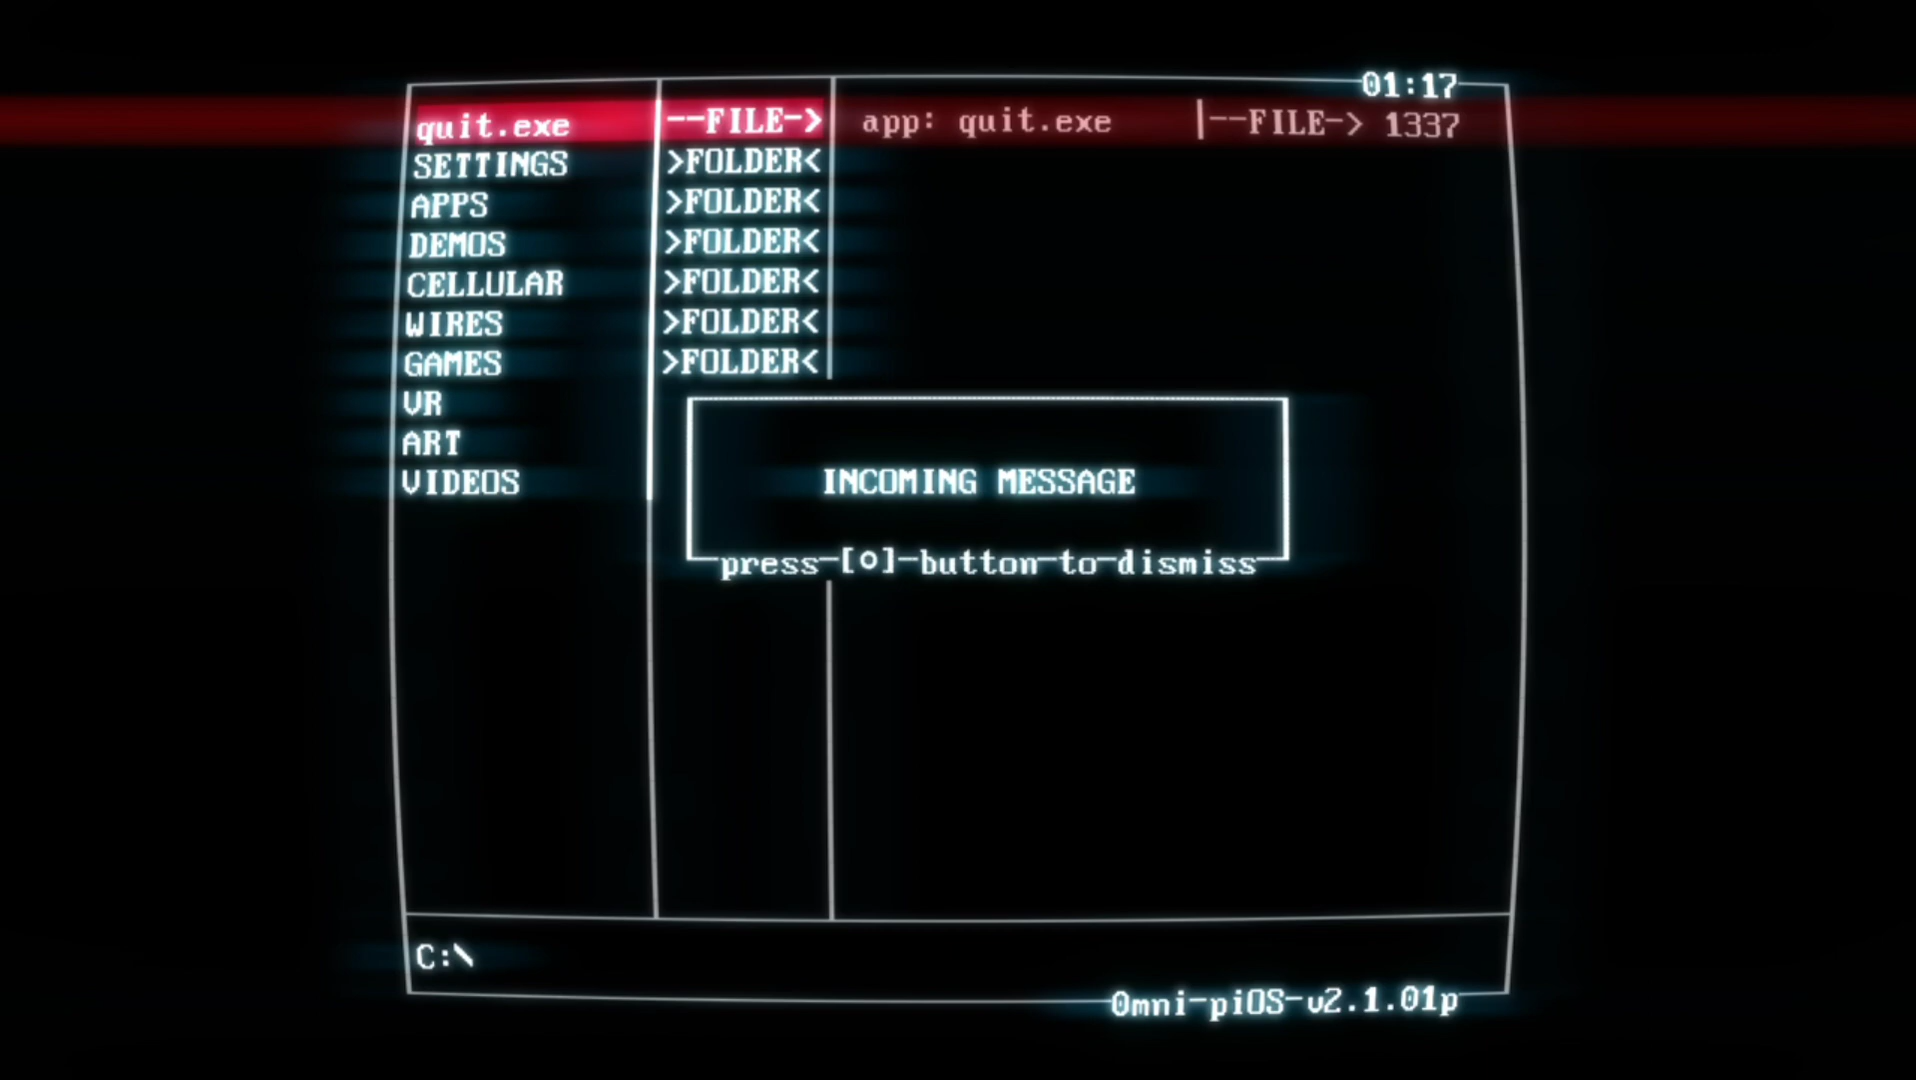 01:17
quit.exe --FILE-> app: quit.exe |--FILE-> 1337
SETTINGS >FOLDER<
APPS >FOLDER<
DEMOS >FOLDER<
CELLULAR >FOLDER<
WIRES >FOLDER<
GAMES >FOLDER<
VR
ART
VIDEOS
INCOMING MESSAGE
press-[O]-button-to-dismiss
C:\
Omni-piOS-v2.1.01p